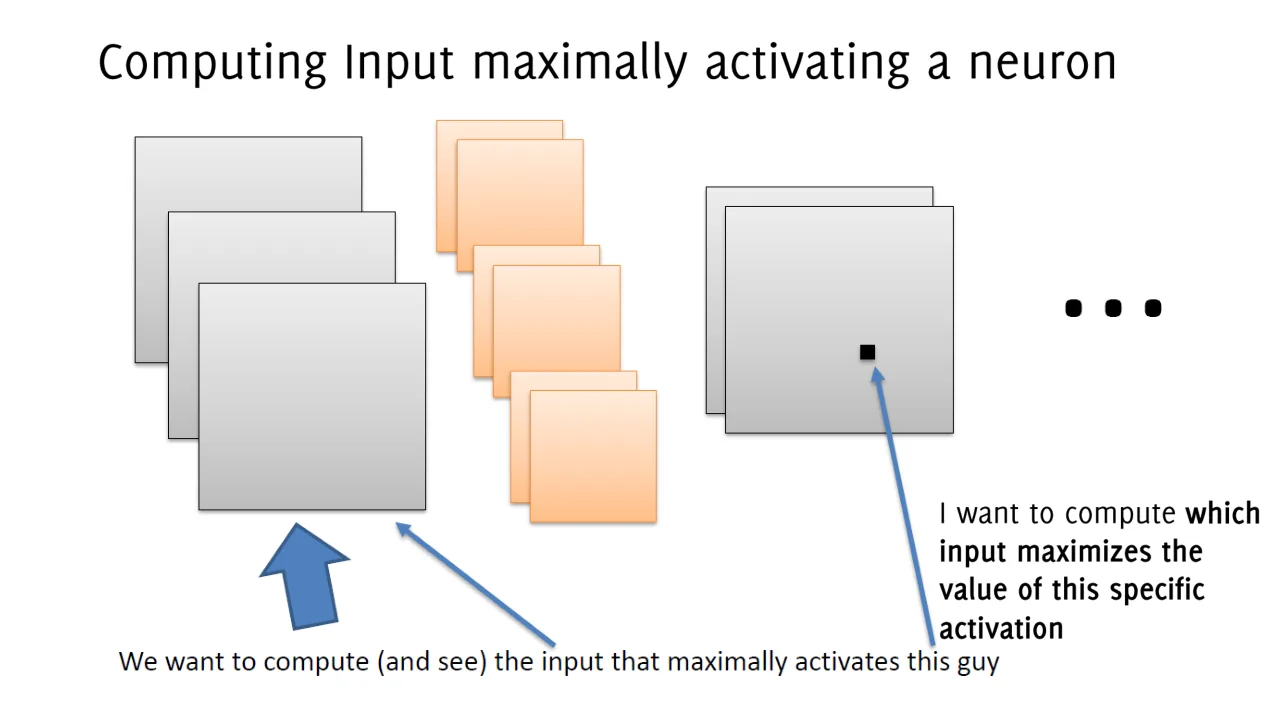 Computing Input maximally activating a neuron
I want to compute which
input maximizes the
value of this specific
activation
We want to compute (and see) the input that maximally activates this guy